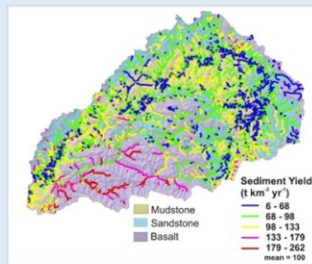 Mudstone
Sandstone
Basalt
Sediment Yield
(t km⁻² yr⁻¹)
6 - 68
68 - 98
98 - 133
133 - 179
179 - 262
mean = 100